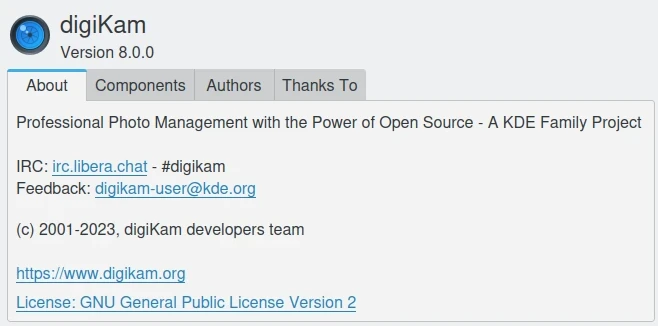 digiKam
Version 8.0.0
About Components Authors Thanks To
Professional Photo Management with the Power of Open Source - A KDE Family Project
IRC: irc.libera.chat - #digikam
Feedback: digikam-user@kde.org
(c) 2001-2023, digiKam developers team
https://www.digikam.org
License: GNU General Public License Version 2